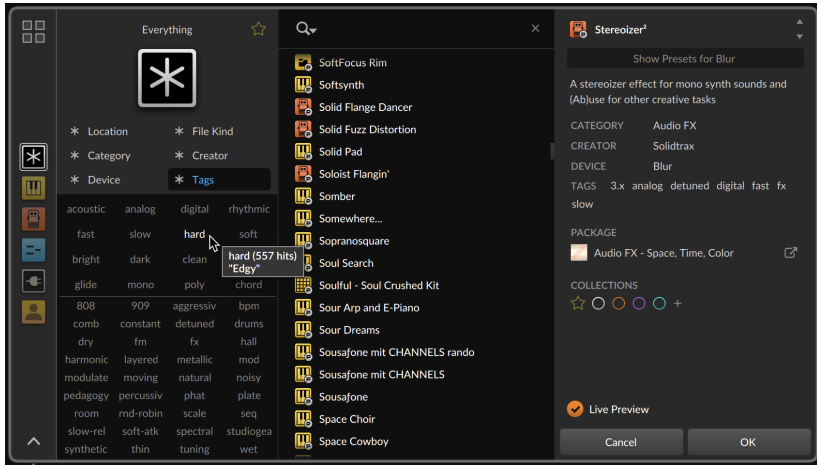 Everything
Location
File Kind
Category
Creator
Device
Tags
acoustic analog digital rhythmic
fast slow hard soft
bright dark clean
glide mono poly chord
808 909 aggressiv bpm
comb constant detuned drums
dry fm fx hall
harmonic layered metallic mod
modulate moving natural noisy
pedagogy percussiv phat plate
room rnd-robin scale seq
slow-rel soft-atk spectral studiogea
synthetic thin tuning wet
hard (557 hits)
"Edgy"
SoftFocus Rim
Softsynth
Solid Flange Dancer
Solid Fuzz Distortion
Solid Pad
Soloist Flangin'
Somber
Somewhere...
Sopranosquare
Soul Search
Soulful - Soul Crushed Kit
Sour Arp and E-Piano
Sour Dreams
Sousaƒone mit CHANNELS rando
Sousaƒone mit CHANNELS
Sousaƒone
Space Choir
Space Cowboy
Stereoizer²
Show Presets for Blur
A stereoizer effect for mono synth sounds and
(Ab)use for other creative tasks
CATEGORY Audio FX
CREATOR Solidtrax
DEVICE Blur
TAGS 3.x analog detuned digital fast fx
slow
PACKAGE
Audio FX - Space, Time, Color
COLLECTIONS
Live Preview
Cancel
OK